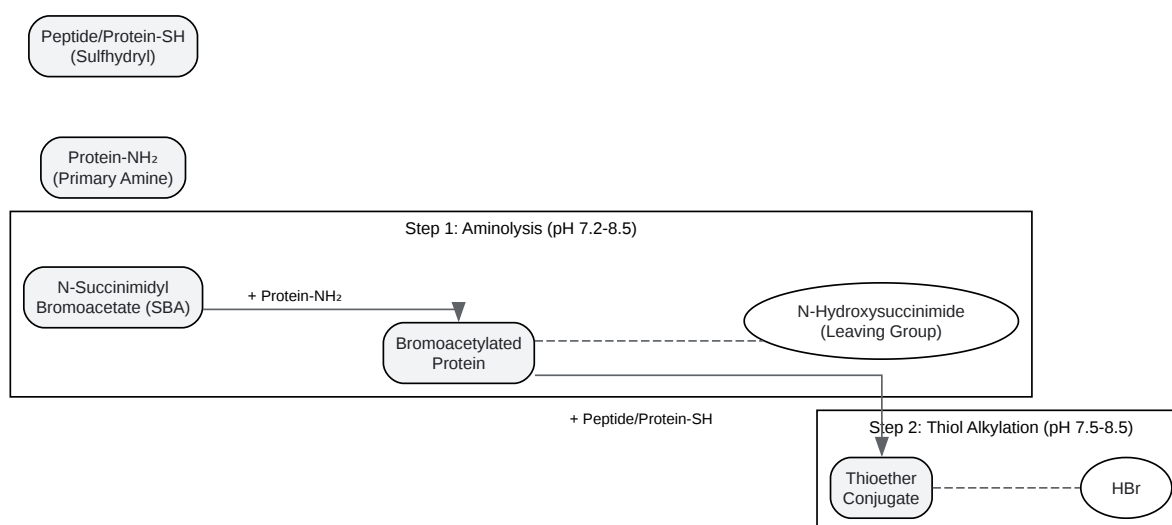 Peptide/Protein-SH
(Sulfhydryl)
Protein-NH₂
(Primary Amine)
Step 1: Aminolysis (pH 7.2-8.5)
N-Succinimidyl
Bromoacetate (SBA)
+ Protein-NH₂
Bromoacetylated
Protein
N-Hydroxysuccinimide
(Leaving Group)
+ Peptide/Protein-SH
Step 2: Thiol Alkylation (pH 7.5-8.5)
Thioether
Conjugate
HBr